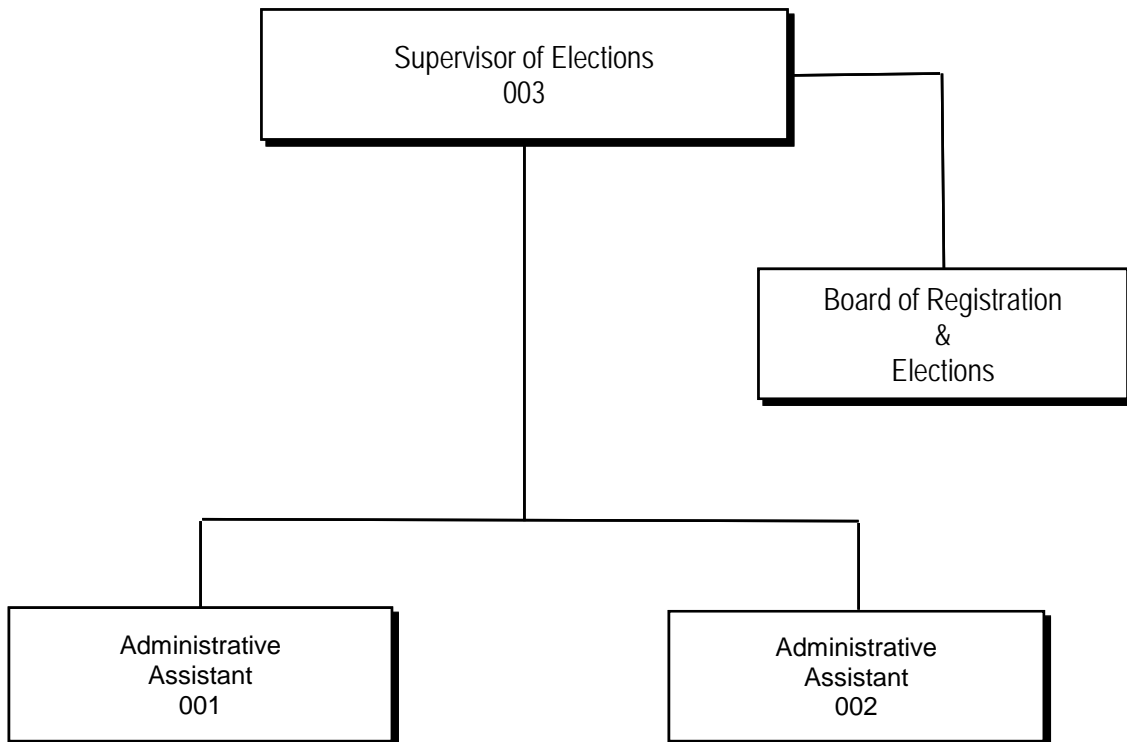 Supervisor of Elections
003
Board of Registration
&
Elections
Administrative
Assistant
001
Administrative
Assistant
002